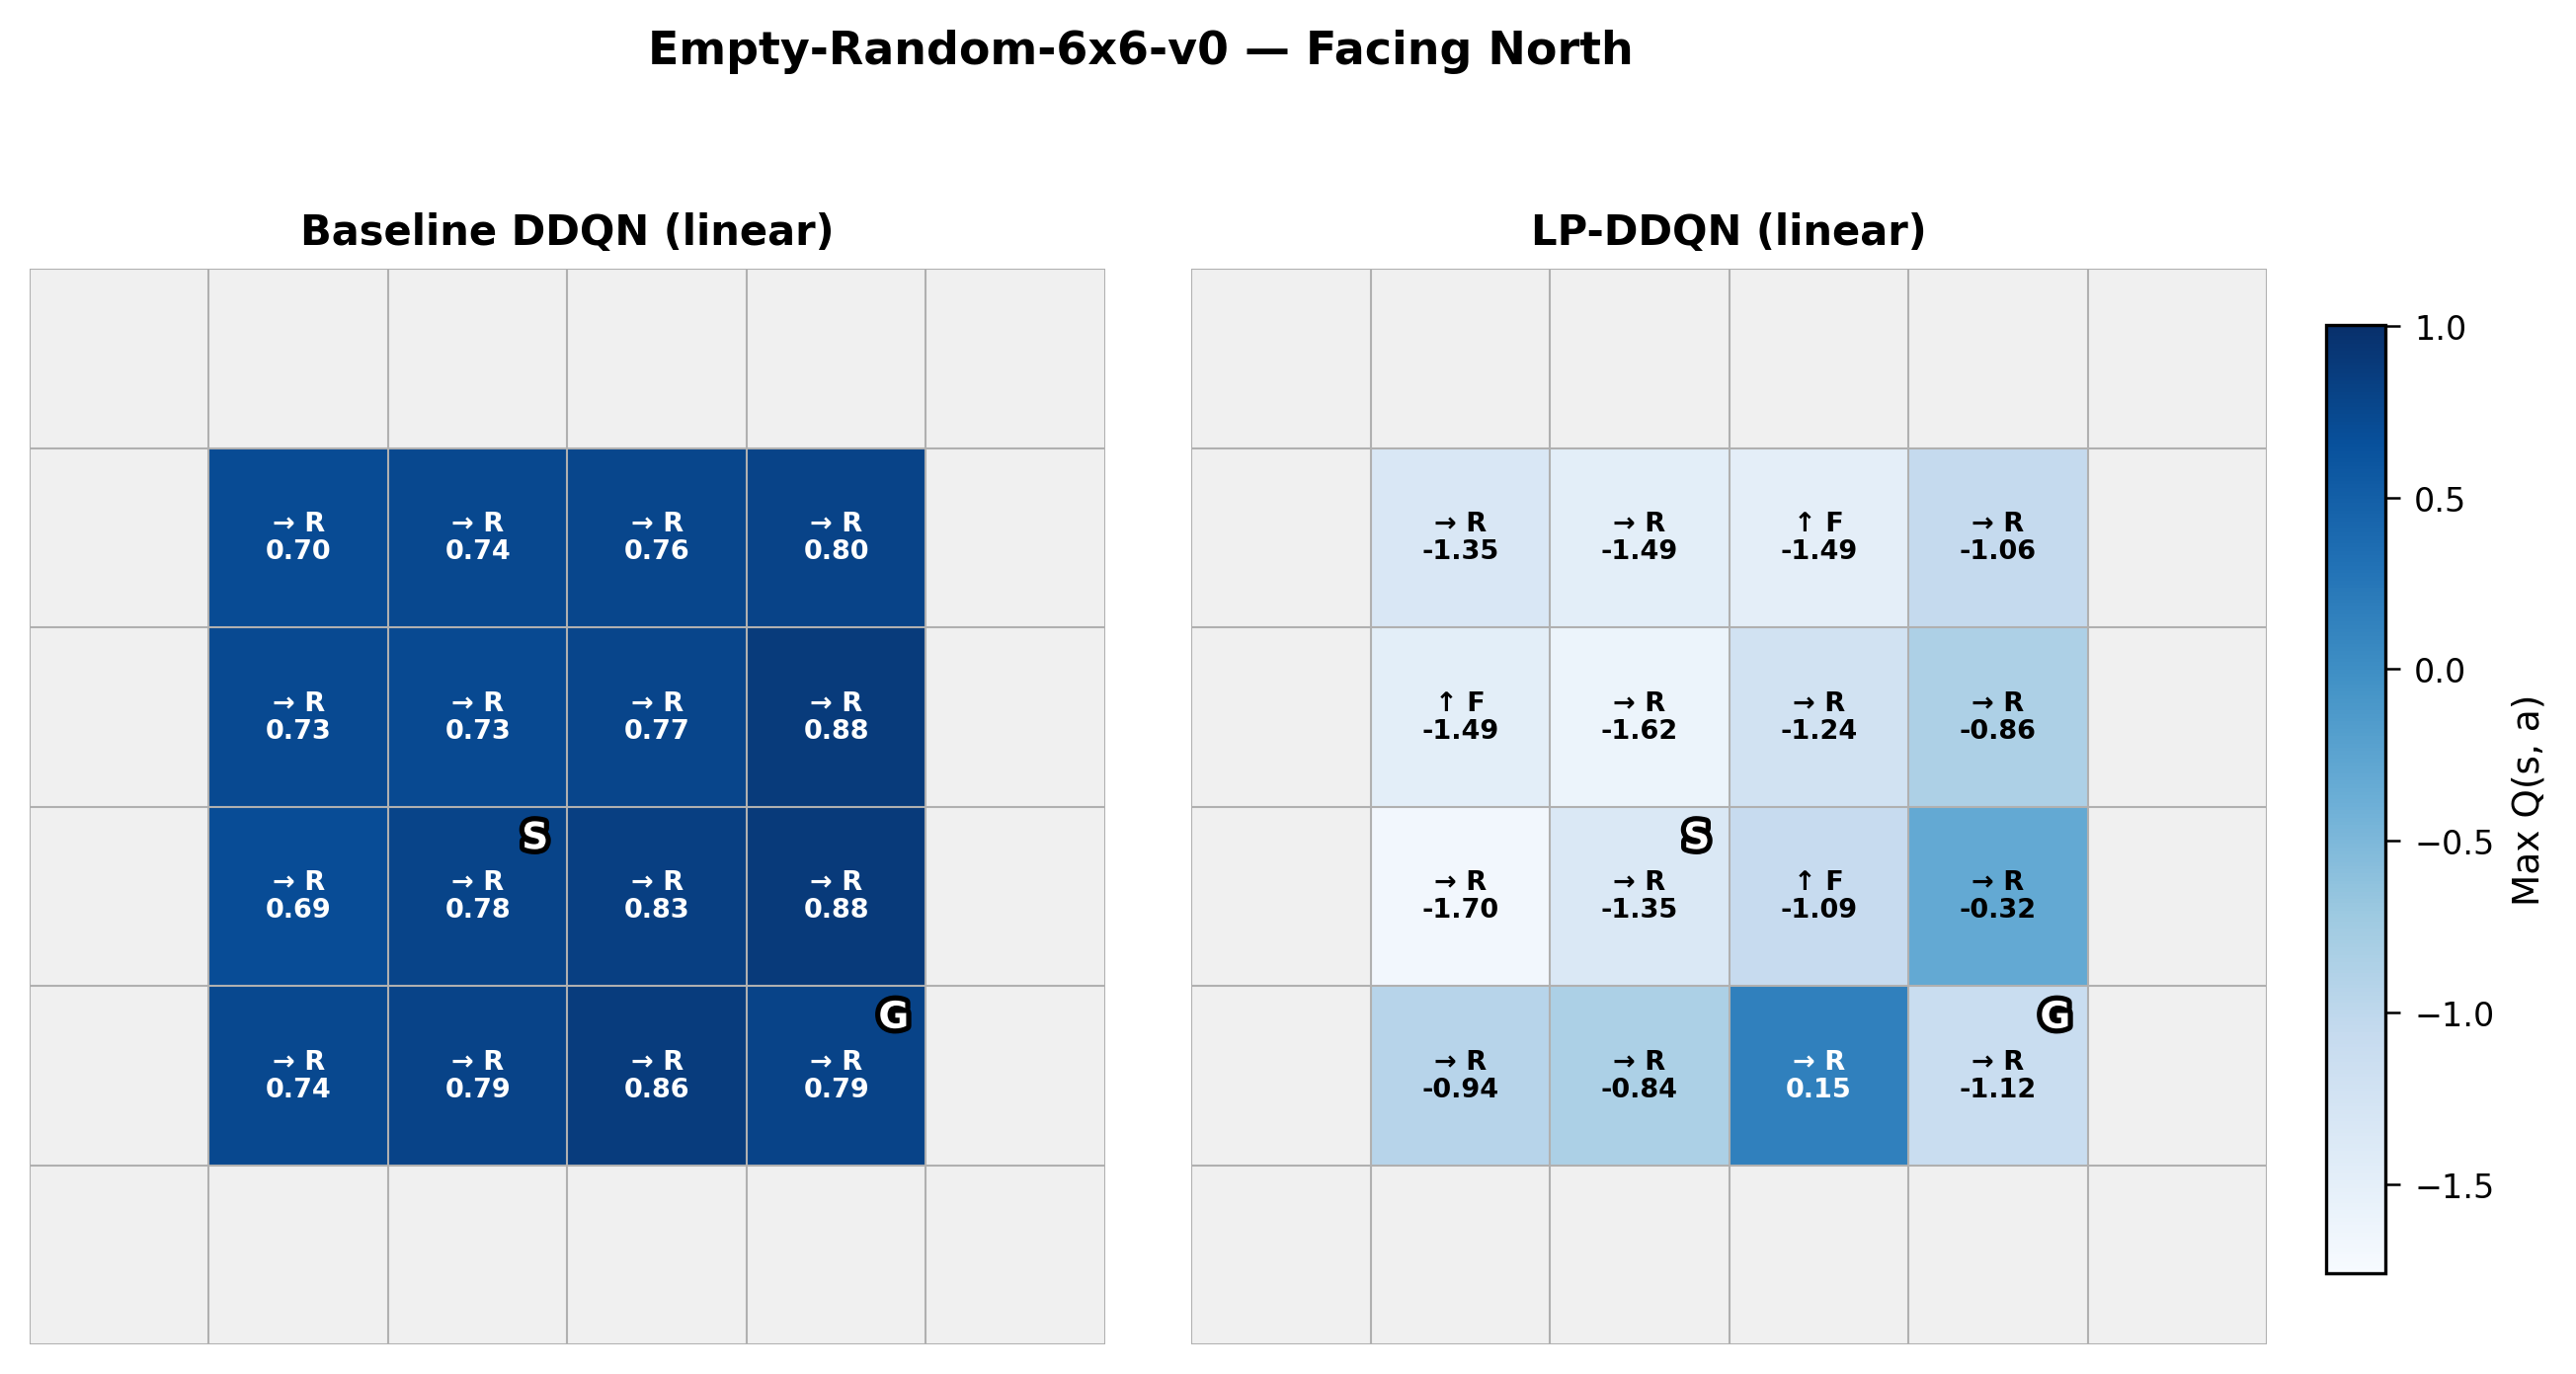 Empty-Random-6x6-v0 — Facing North
Baseline DDQN (linear)
→ R → R → R → R
0.70 0.74 0.76 0.80
→ R → R → R → R
0.73 0.73 0.77 0.88
S
→ R → R → R → R
0.69 0.78 0.83 0.88
G
→ R → R → R → R
0.74 0.79 0.86 0.79
LP-DDQN (linear)
→ R → R ↑ F → R
-1.35 -1.49 -1.49 -1.06
↑ F → R → R → R
-1.49 -1.62 -1.24 -0.86
S
→ R → R ↑ F → R
-1.70 -1.35 -1.09 -0.32
G
→ R → R → R → R
-0.94 -0.84 0.15 -1.12
1.0
0.5
0.0
−0.5
−1.0
−1.5
Max Q(s, a)